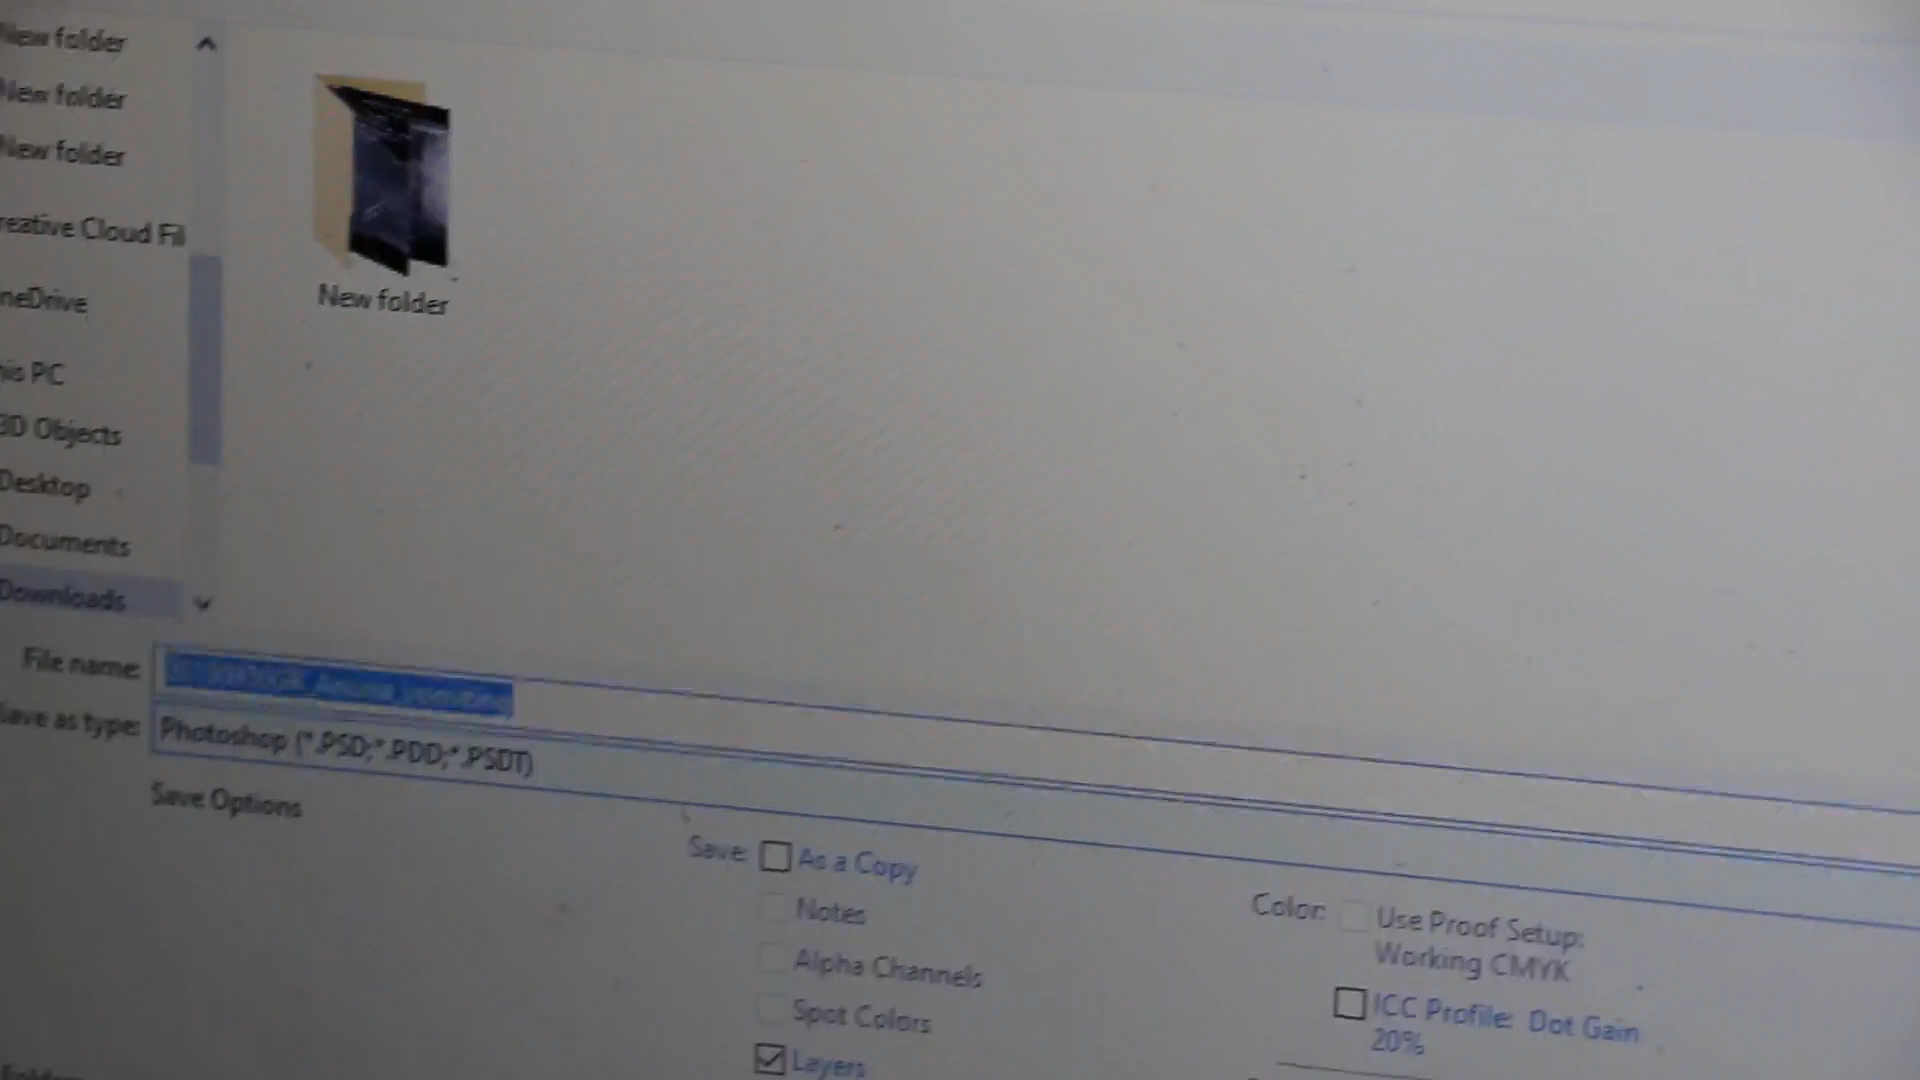 New folder
New folder
New folder
reative Cloud Fil
neDrive
his PC
3D Objects
Desktop
Documents
Downloads
New folder
File name:
Save as type: Photoshop (*.PSD;*.PDD;*.PSDT)
Save Options
Save: As a Copy
Notes
Alpha Channels
Spot Colors
Layers
Color: Use Proof Setup:
Working CMYK
ICC Profile: Dot Gain
20%